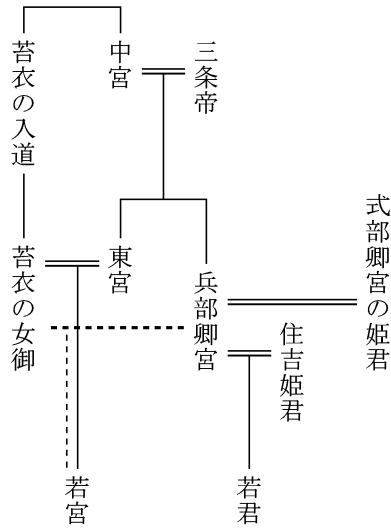 三条帝
中宮
苔衣の入道
式部卿宮の姫君
住吉姫君
兵部卿宮
東宮
苔衣の女御
若君
若宮